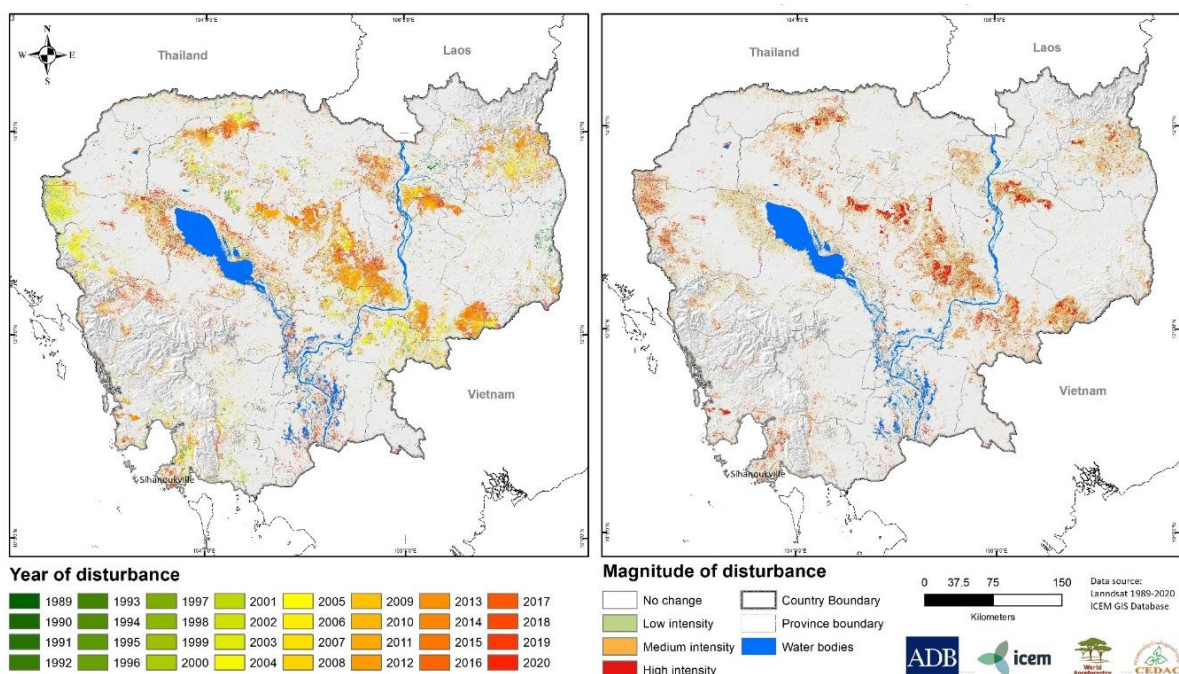 N
W E
S
Thailand
Laos
Vietnam
Sihanoukville
Thailand
Laos
Vietnam
Sihanoukville
Year of disturbance
1989 1993 1997 2001 2005 2009 2013 2017
1990 1994 1998 2002 2006 2010 2014 2018
1991 1995 1999 2003 2007 2011 2015 2019
1992 1996 2000 2004 2008 2012 2016 2020
Magnitude of disturbance
No change
Low intensity
Medium intensity
High intensity
Country Boundary
Province boundary
Water bodies
0 37.5 75 150
Kilometers
Data source:
Lanndsat 1989-2020
ICEM GIS Database
ADB
icem
World
Agroforestry
CEDAC